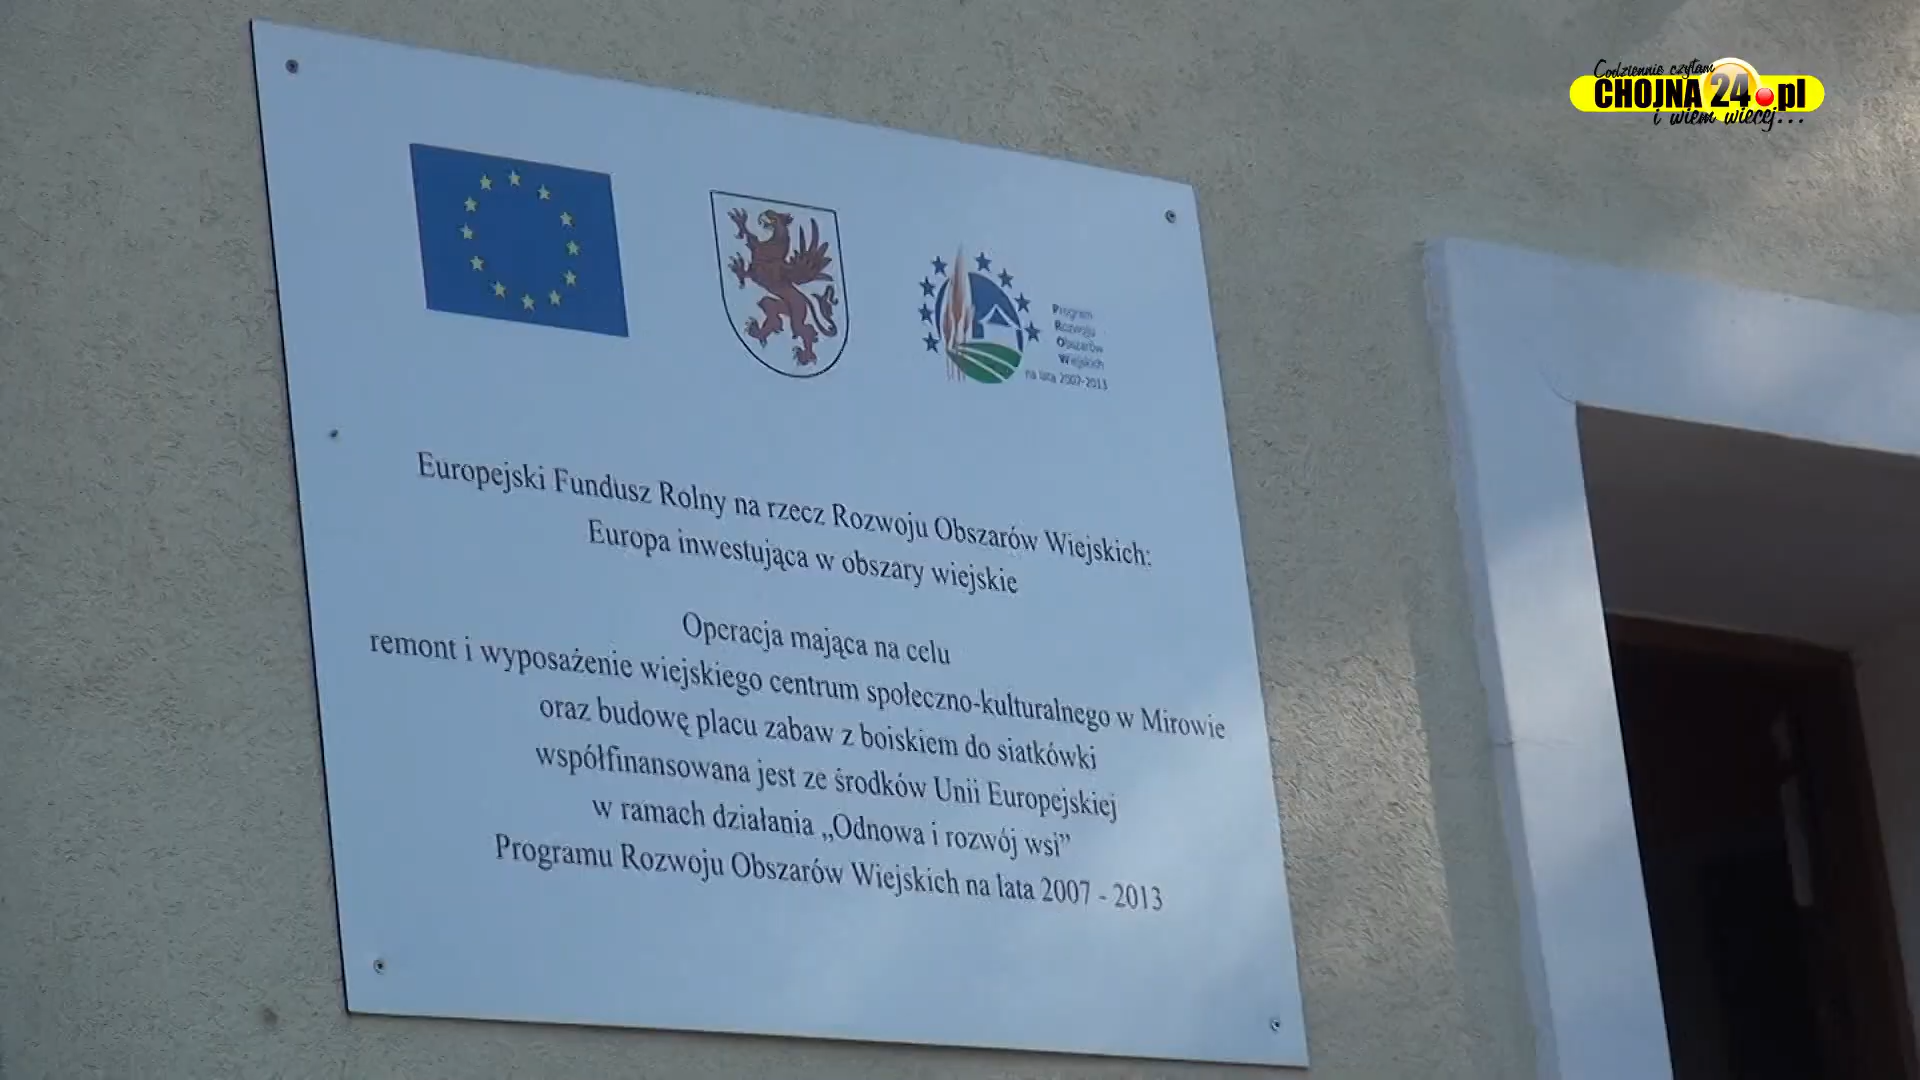 Codziennie czytam
CHOJNA24.pl
i wiem więcej...
Program
Rozwoju
Obszarów
Wiejskich
na lata 2007-2013
Europejski Fundusz Rolny na rzecz Rozwoju Obszarów Wiejskich:
Europa inwestująca w obszary wiejskie
Operacja mająca na celu
remont i wyposażenie wiejskiego centrum społeczno-kulturalnego w Mirowie
oraz budowę placu zabaw z boiskiem do siatkówki
współfinansowana jest ze środków Unii Europejskiej
w ramach działania „Odnowa i rozwój wsi”
Programu Rozwoju Obszarów Wiejskich na lata 2007 - 2013